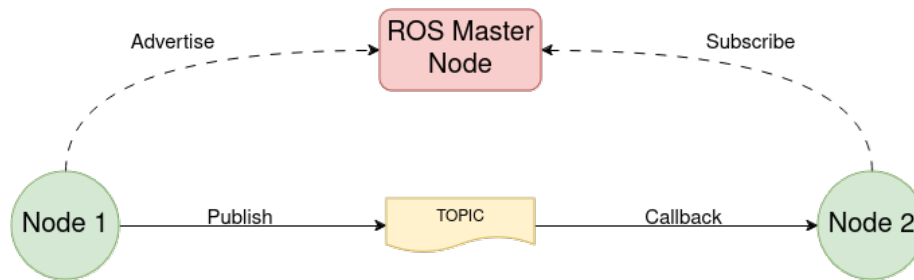 Advertise
ROS Master
Node
Subscribe
Node 1
Publish
TOPIC
Callback
Node 2